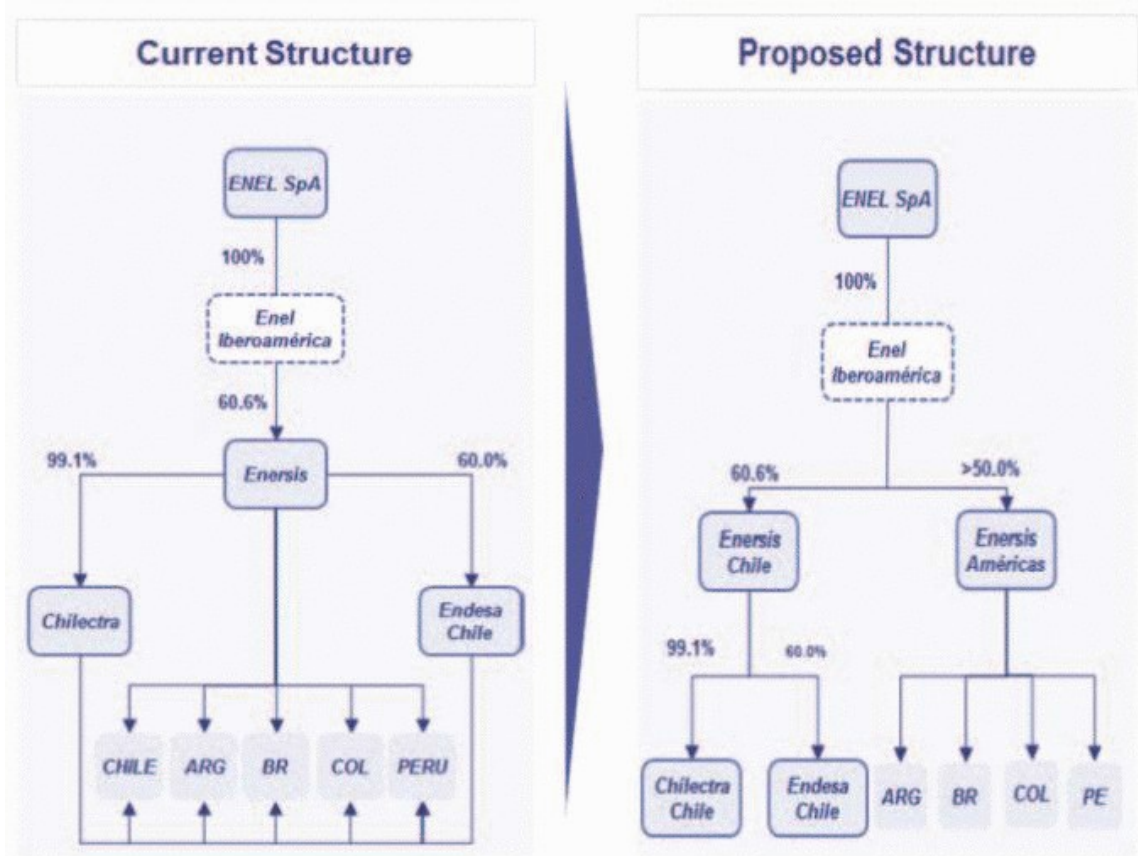 Current Structure
ENEL SpA
100%
Enel
Iberoamérica
60.6%
99.1%
60.0%
Enersis
Chilectra
Endesa
Chile
CHILE ARG BR COL PERU
Proposed Structure
ENEL SpA
100%
Enel
Iberoamérica
60.6%
>50.0%
Enersis
Chile
Enersis
Américas
99.1%
60.0%
Chilectra
Chile
Endesa
Chile
ARG BR COL PE